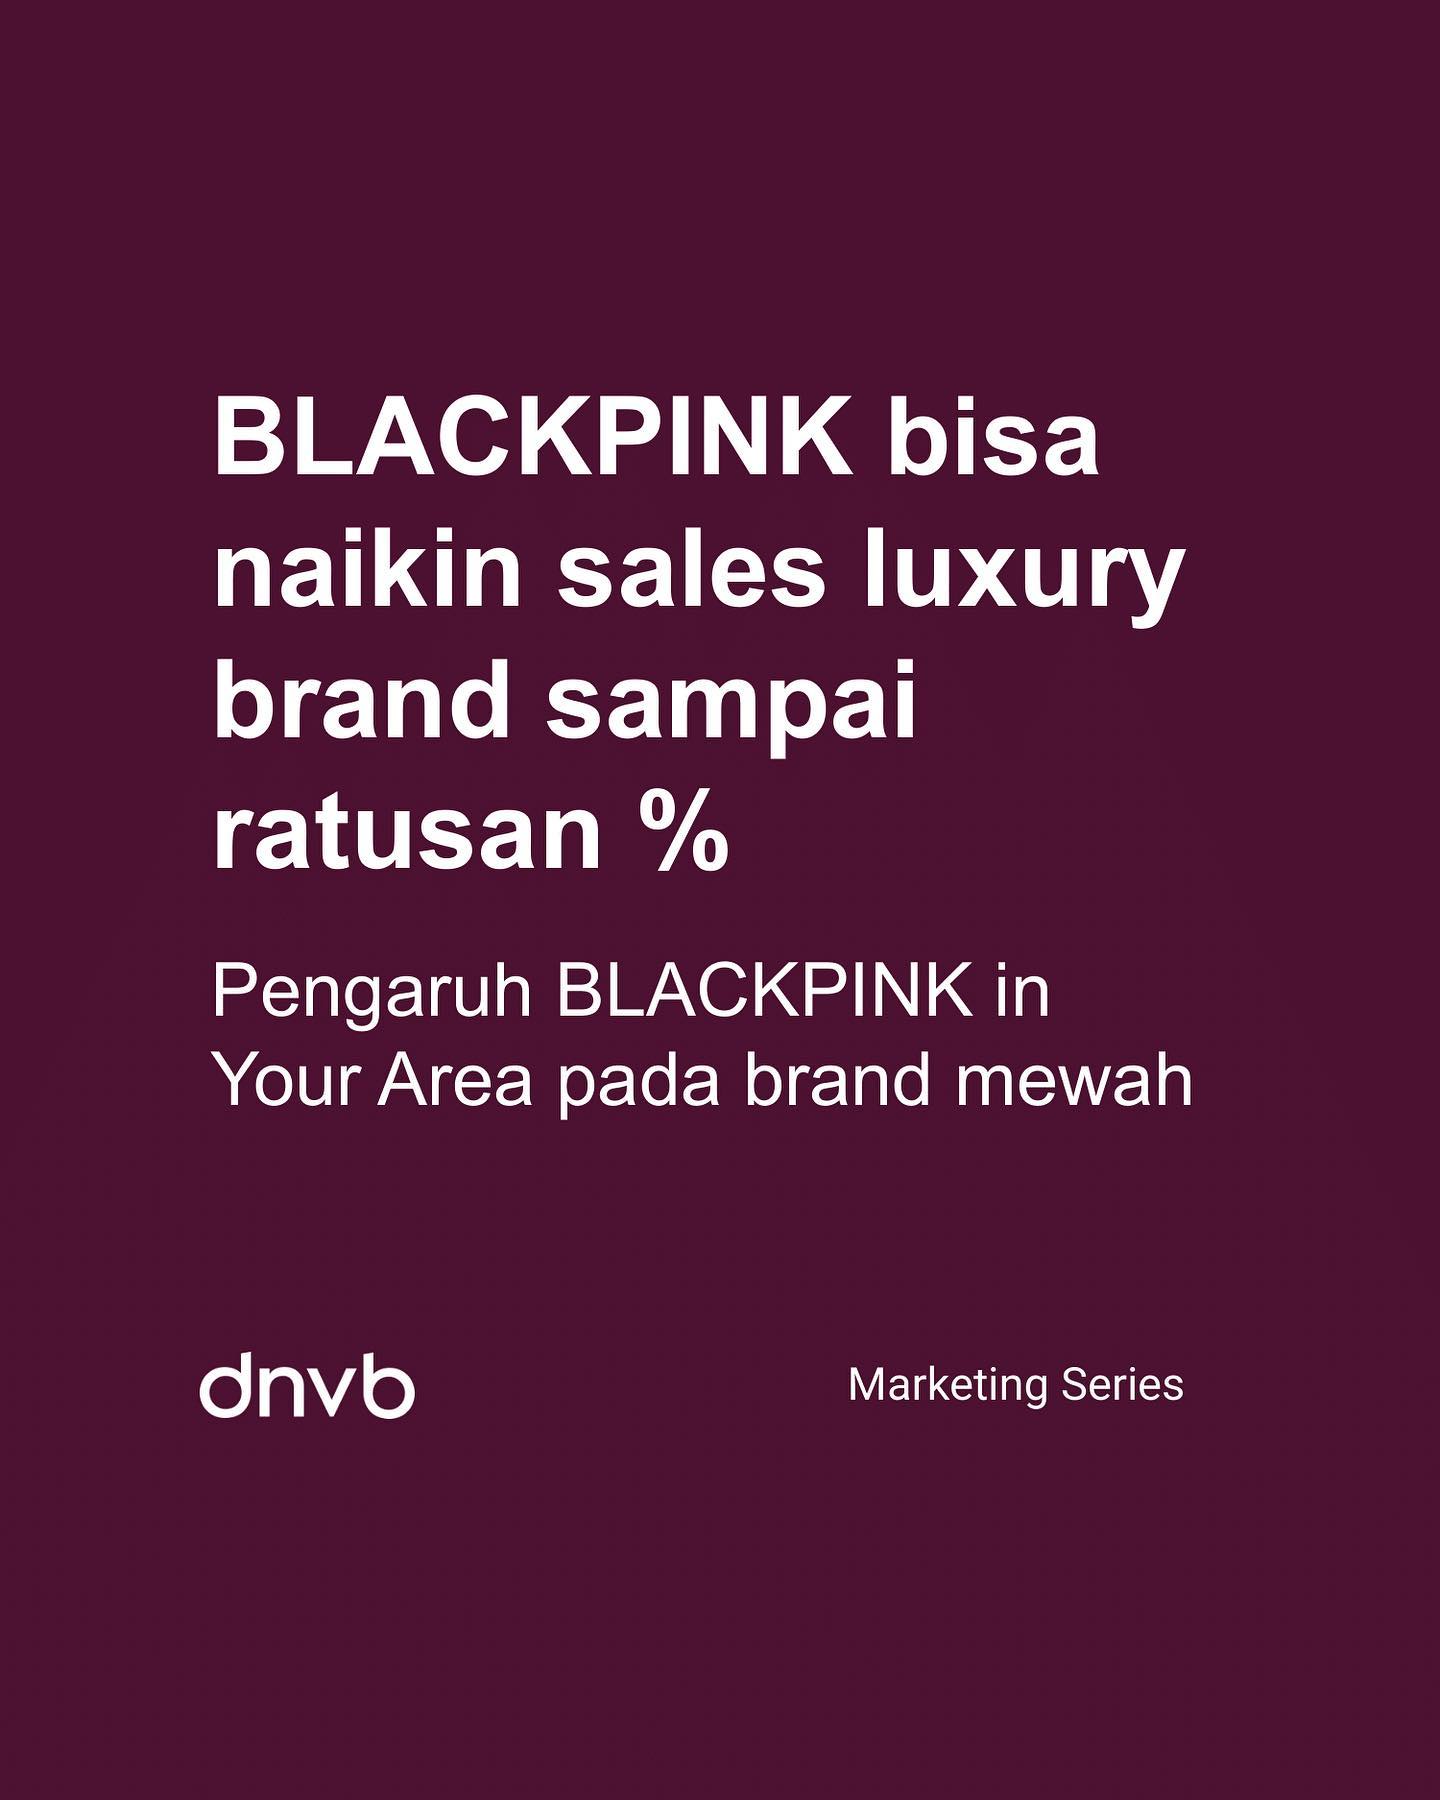 BLACKPINK bisa
naikin sales luxury
brand sampai
ratusan %
Pengaruh BLACKPINK in
Your Area pada brand mewah
dnvb
Marketing Series